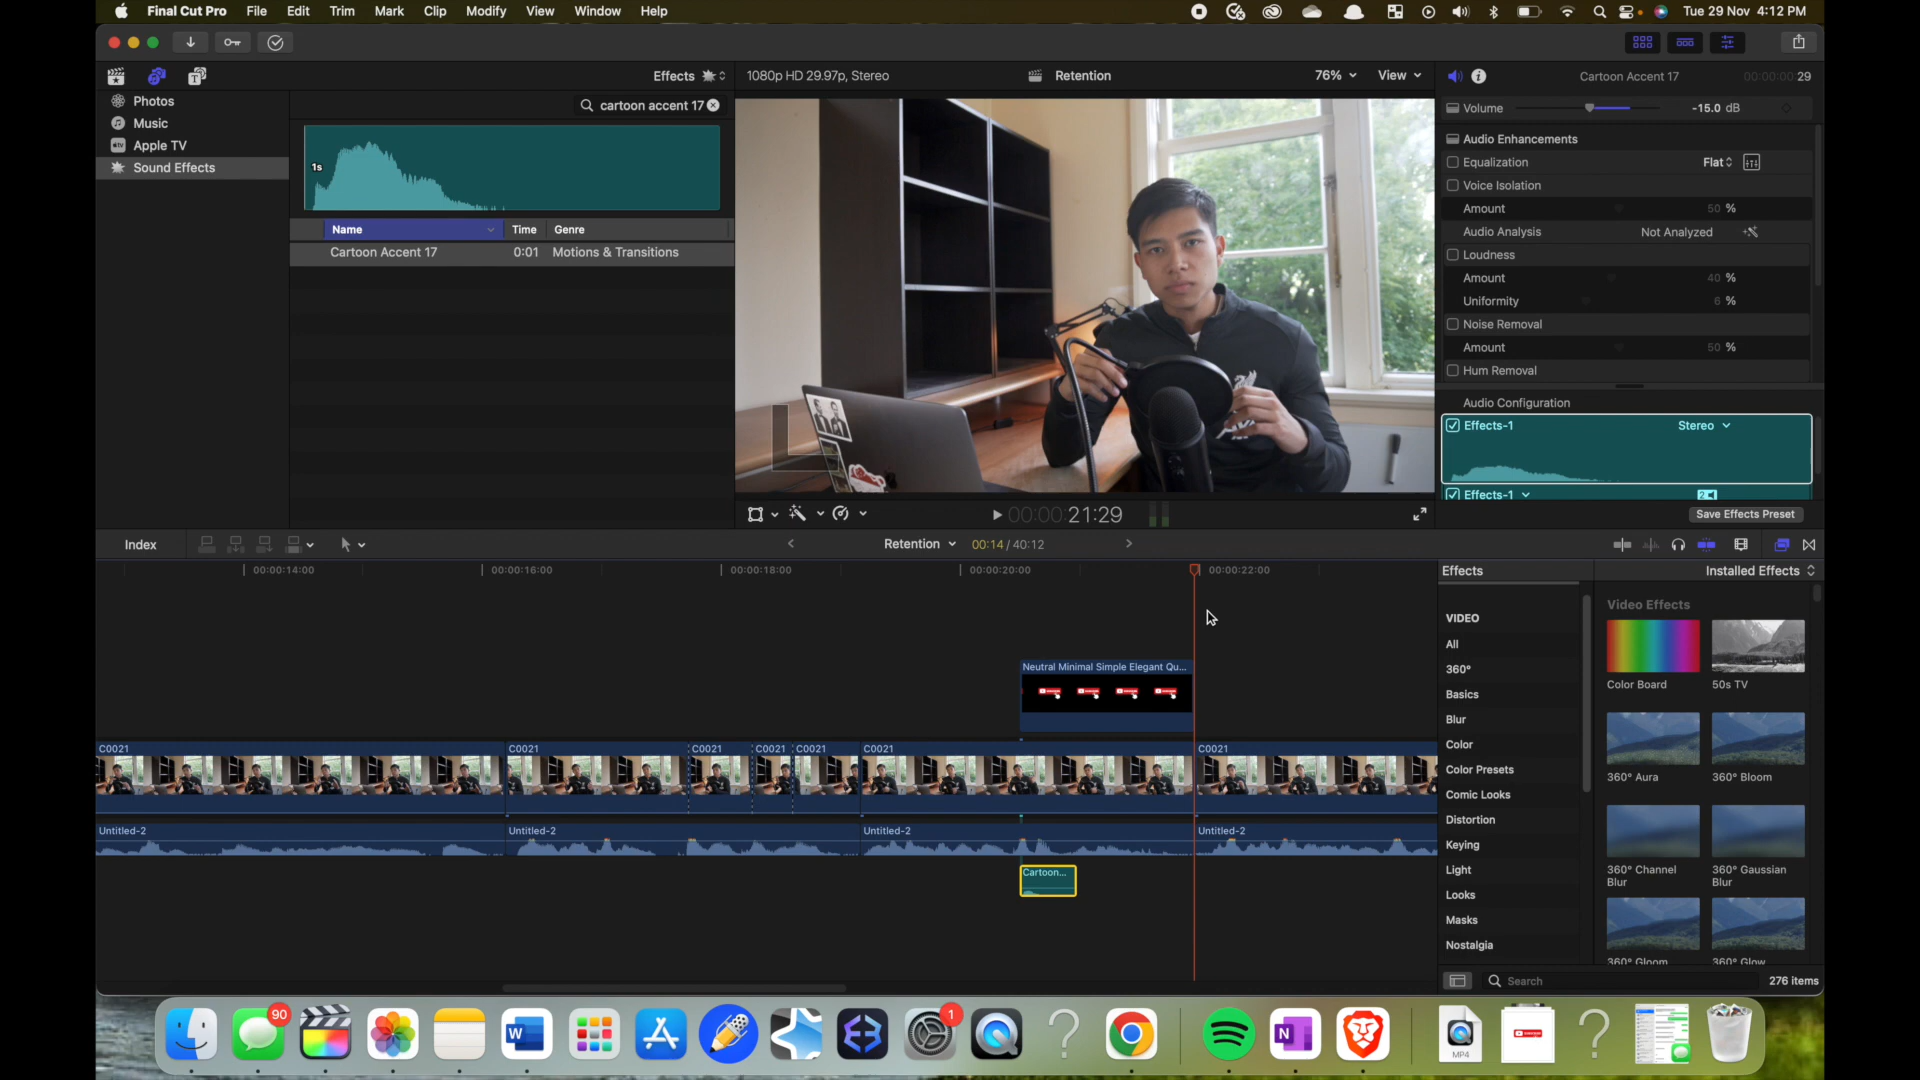 Final Cut Pro File Edit Trim Mark Clip Modify View Window Help Tue 29 Nov 4:12 PM
Effects 1080p HD 29.97p, Stereo Retention 76% View Cartoon Accent 17 00:00:00:29
Photos
Music
Apple TV
Sound Effects
cartoon accent 17
1s
Name Time Genre
Cartoon Accent 17 0:01 Motions & Transitions
Volume -15.0 dB
Audio Enhancements
Equalization Flat
Voice Isolation
Amount 50 %
Audio Analysis Not Analyzed
Loudness
Amount 40 %
Uniformity 6 %
Noise Removal
Amount 50 %
Hum Removal
Audio Configuration
Effects-1 Stereo
Effects-1 2
Save Effects Preset
00:00:21:29
Index Retention 00:14 / 40:12
00:00:14:00 00:00:16:00 00:00:18:00 00:00:20:00 00:00:22:00
Neutral Minimal Simple Elegant Qu...
C0021 C0021 C0021 C0021 C0021 C0021 C0021
Untitled-2 Untitled-2 Untitled-2 Untitled-2
Cartoon...
Effects Installed Effects
VIDEO
All
360°
Basics
Blur
Color
Color Presets
Comic Looks
Distortion
Keying
Light
Looks
Masks
Nostalgia
Video Effects
Color Board 50s TV
360° Aura 360° Bloom
360° Channel Blur 360° Gaussian Blur
360° Gloom 360° Glow
Search 276 items
90
1
MP4